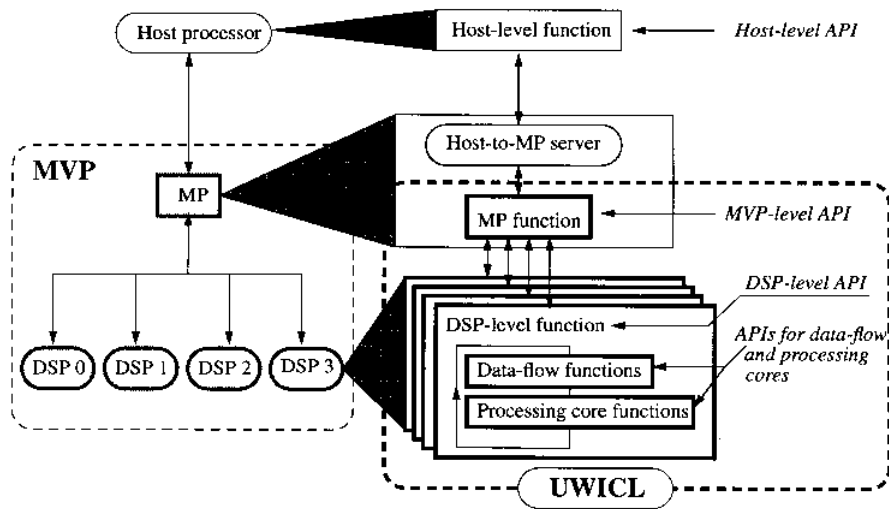 Host processor
Host-level function
Host-level API
Host-to-MP server
MVP
MP
MP function
MVP-level API
DSP-level API
DSP-level function
APIs for data-flow
and processing
cores
DSP 0
DSP 1
DSP 2
DSP 3
Data-flow functions
Processing core functions
UWICL